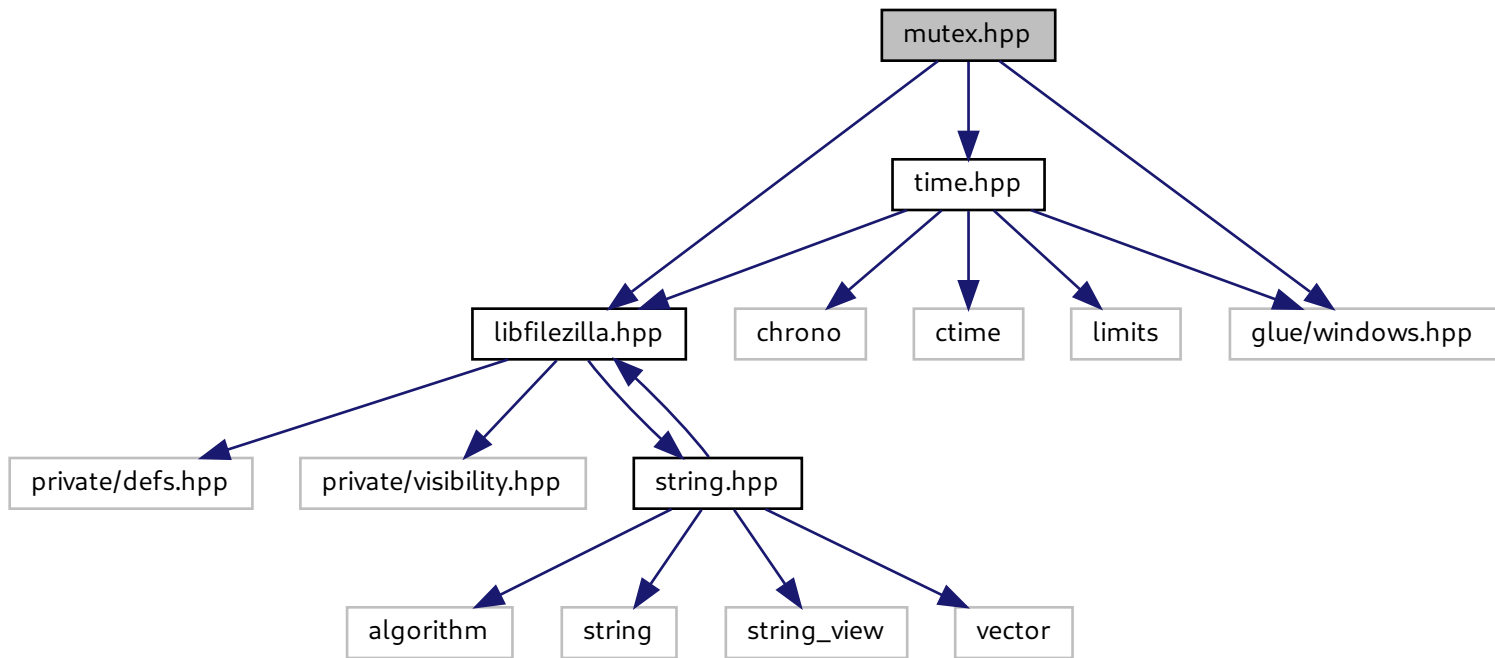 mutex.hpp
time.hpp
libfilezilla.hpp
chrono
ctime
limits
glue/windows.hpp
private/defs.hpp
private/visibility.hpp
string.hpp
algorithm
string
string_view
vector